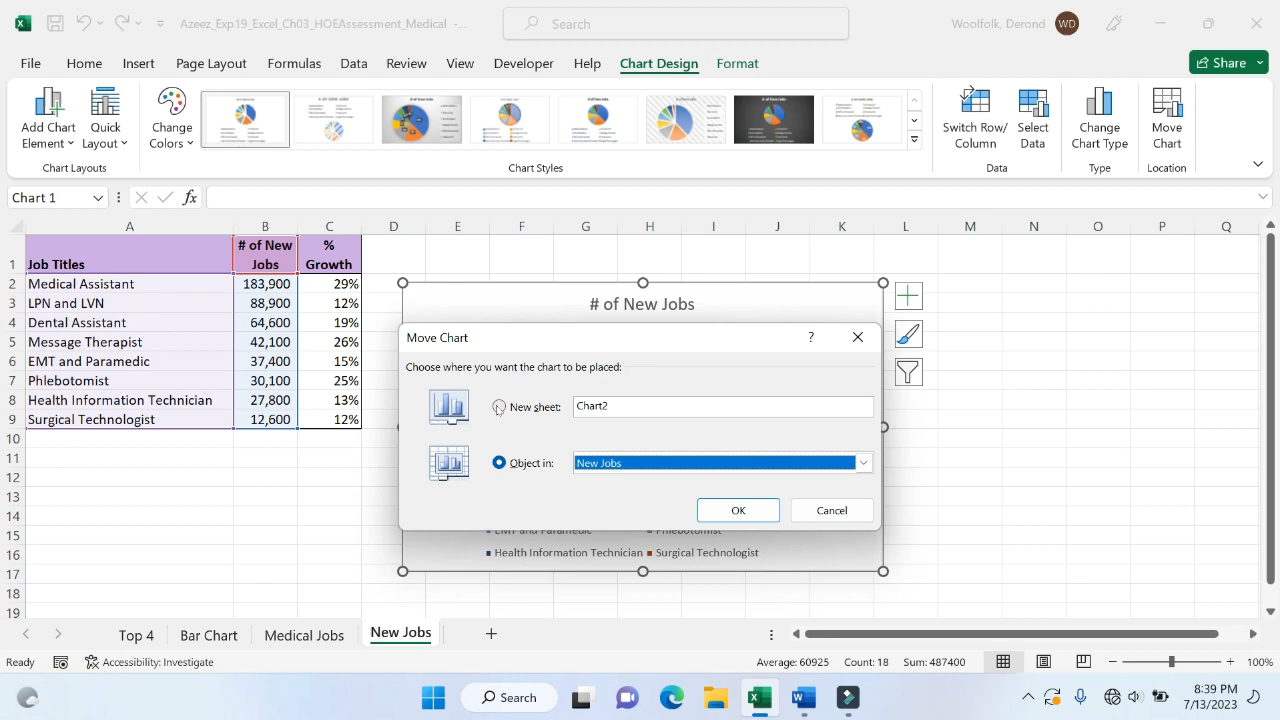 Azeez_Exp19_Excel_Ch03_HOEAssessment_Medical -...
Search
Woolfolk, Derond
WD
File Home Insert Page Layout Formulas Data Review View Developer Help Chart Design Format
Share
Add Chart Element
Quick Layout
Change Colors
Switch Row/ Column
Select Data
Change Chart Type
Move Chart
Chart Layouts
Chart Styles
Data
Type
Location
Chart 1
fx
A B C D E F G H I J K L M N O P Q
1 Job Titles # of New Jobs % Growth
2 Medical Assistant 183,900 29%
3 LPN and LVN 88,900 12%
4 Dental Assistant 64,600 19%
5 Message Therapist 42,100 26%
6 EMT and Paramedic 37,400 15%
7 Phlebotomist 30,100 25%
8 Health Information Technician 27,800 13%
9 Surgical Technologist 12,600 12%
10
11
12
13
14
15
16
17
18
19
# of New Jobs
Move Chart
?
Choose where you want the chart to be placed:
New sheet: Chart2
Object in: New Jobs
OK Cancel
EMT and Paramedic Phlebotomist
Health Information Technician Surgical Technologist
Top 4 Bar Chart Medical Jobs New Jobs
Ready Accessibility: Investigate Average: 60925 Count: 18 Sum: 487400 100%
Search
8:39 PM
7/13/2023